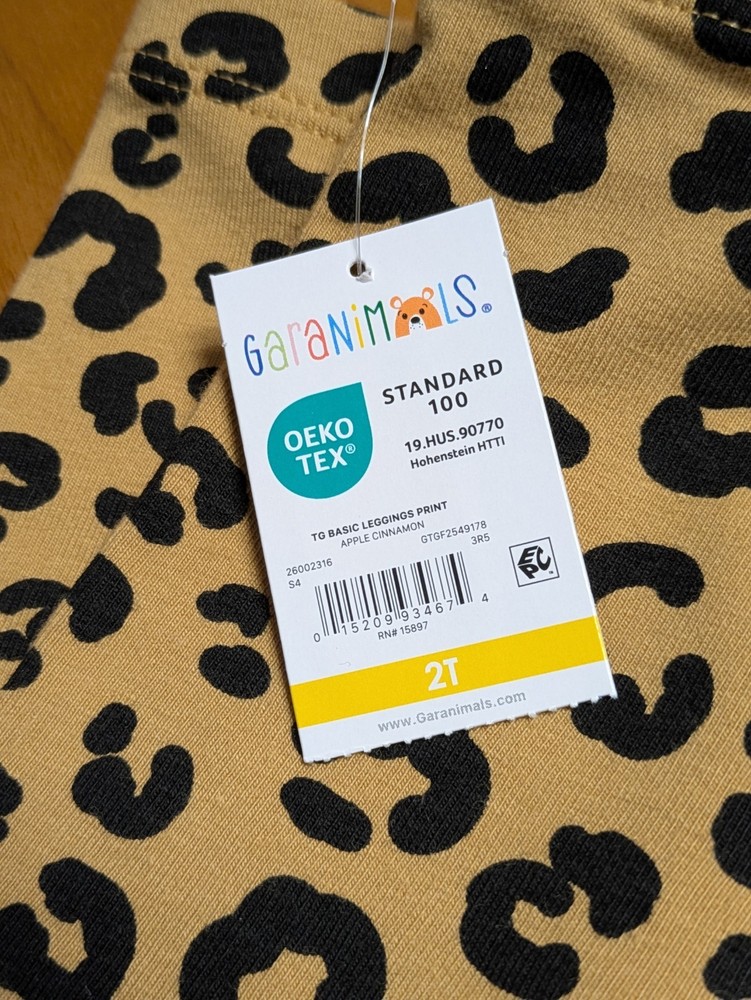 GaraNiMALS®
OEKO
TEX®
STANDARD
100
19.HUS.90770
Hohenstein HTTI
TG BASIC LEGGINGS PRINT
APPLE CINNAMON
26002316
GTGF2549178
S4
3R5
0 15209 93467 4
RN# 15897
EPC™
2T
www.Garanimals.com